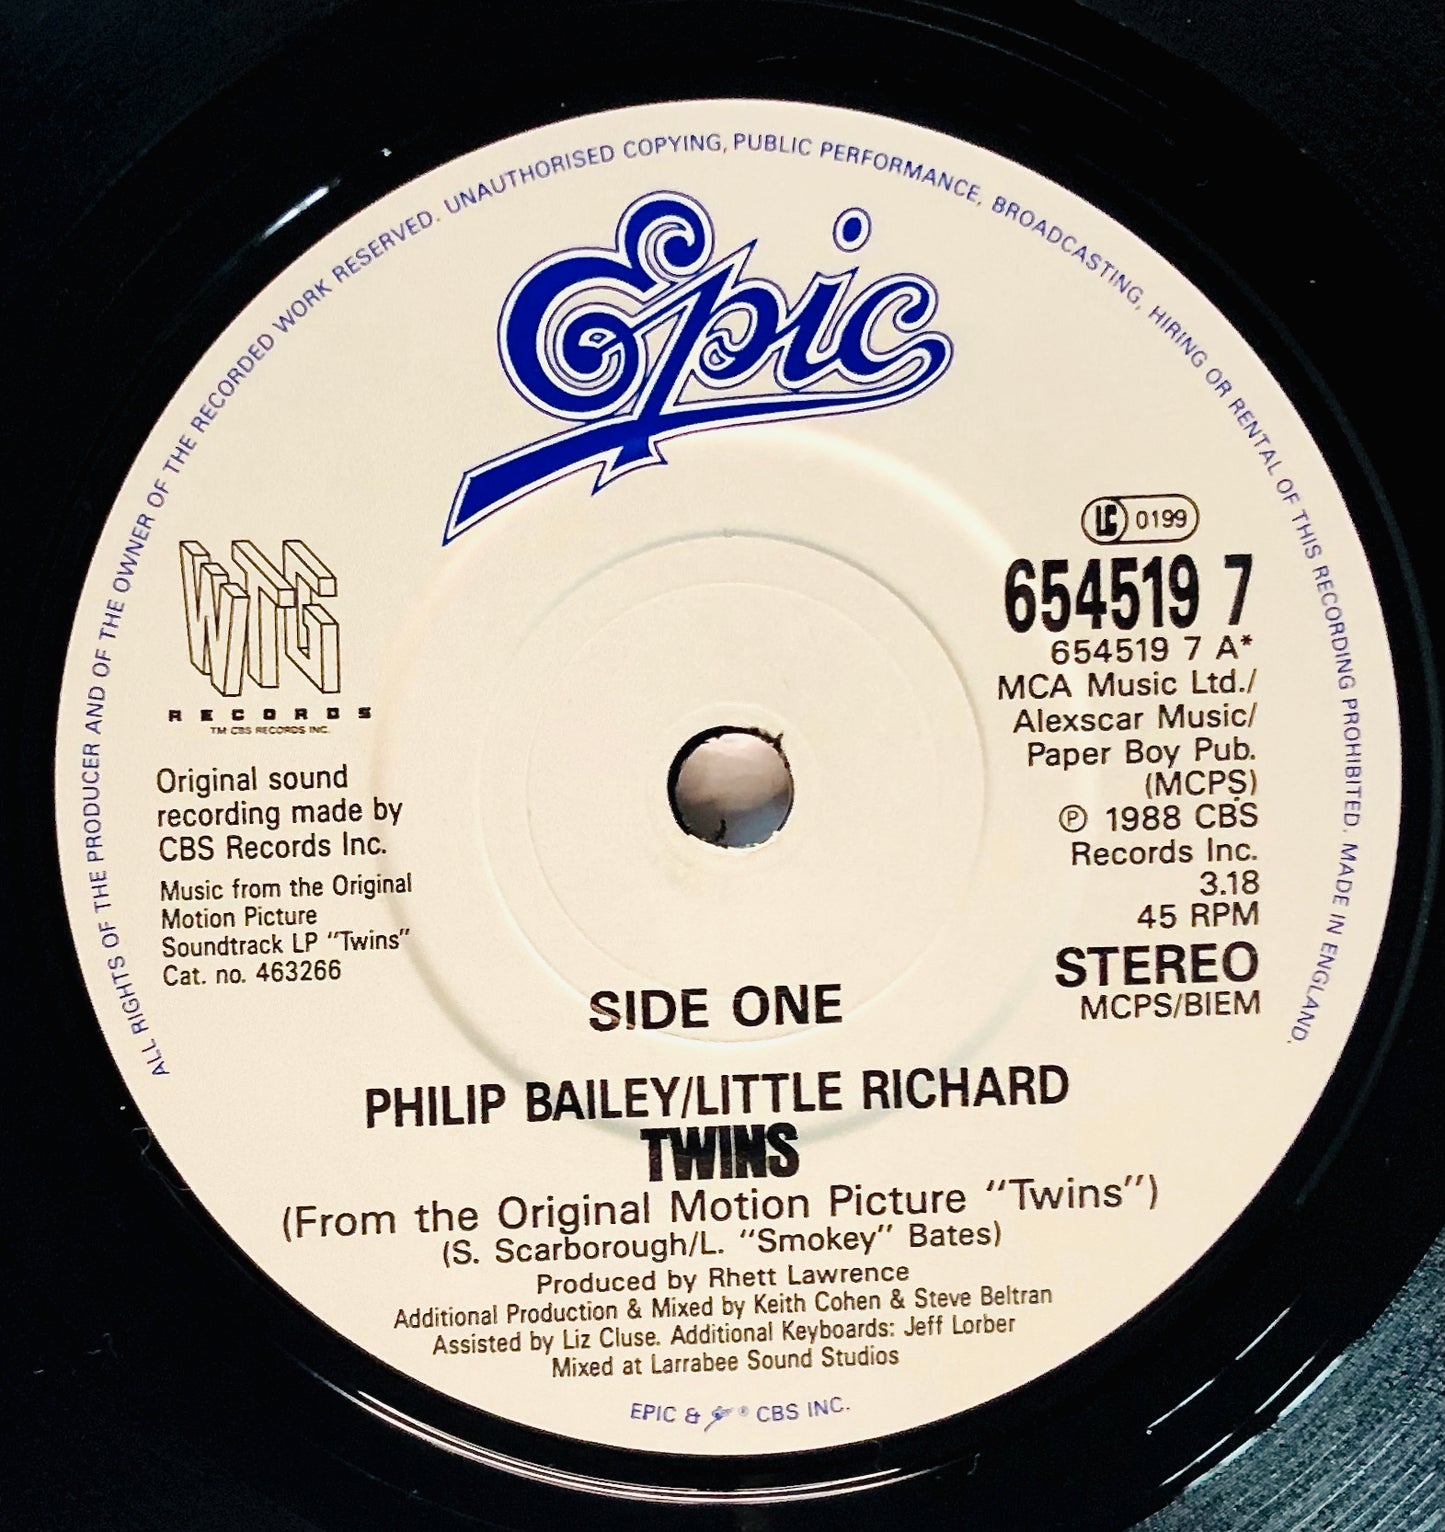 ALL RIGHTS OF THE PRODUCER AND OF THE OWNER OF THE RECORDED WORK RESERVED. UNAUTHORISED COPYING, PUBLIC PERFORMANCE, BROADCASTING, HIRING OR RENTAL OF THIS RECORDING PROHIBITED. MADE IN ENGLAND.
Epic
WTG
RECORDS
TM CBS RECORDS INC.
Original sound
recording made by
CBS Records Inc.
Music from the Original
Motion Picture
Soundtrack LP "Twins"
Cat. no. 463266
LC 0199
654519 7
654519 7 A*
MCA Music Ltd./
Alexscar Music/
Paper Boy Pub.
(MCPS)
℗ 1988 CBS
Records Inc.
3.18
45 RPM
STEREO
MCPS/BIEM
SIDE ONE
PHILIP BAILEY/LITTLE RICHARD
TWINS
(From the Original Motion Picture "Twins")
(S. Scarborough/L. "Smokey" Bates)
Produced by Rhett Lawrence
Additional Production & Mixed by Keith Cohen & Steve Beltran
Assisted by Liz Cluse. Additional Keyboards: Jeff Lorber
Mixed at Larrabee Sound Studios
EPIC & ® CBS INC.